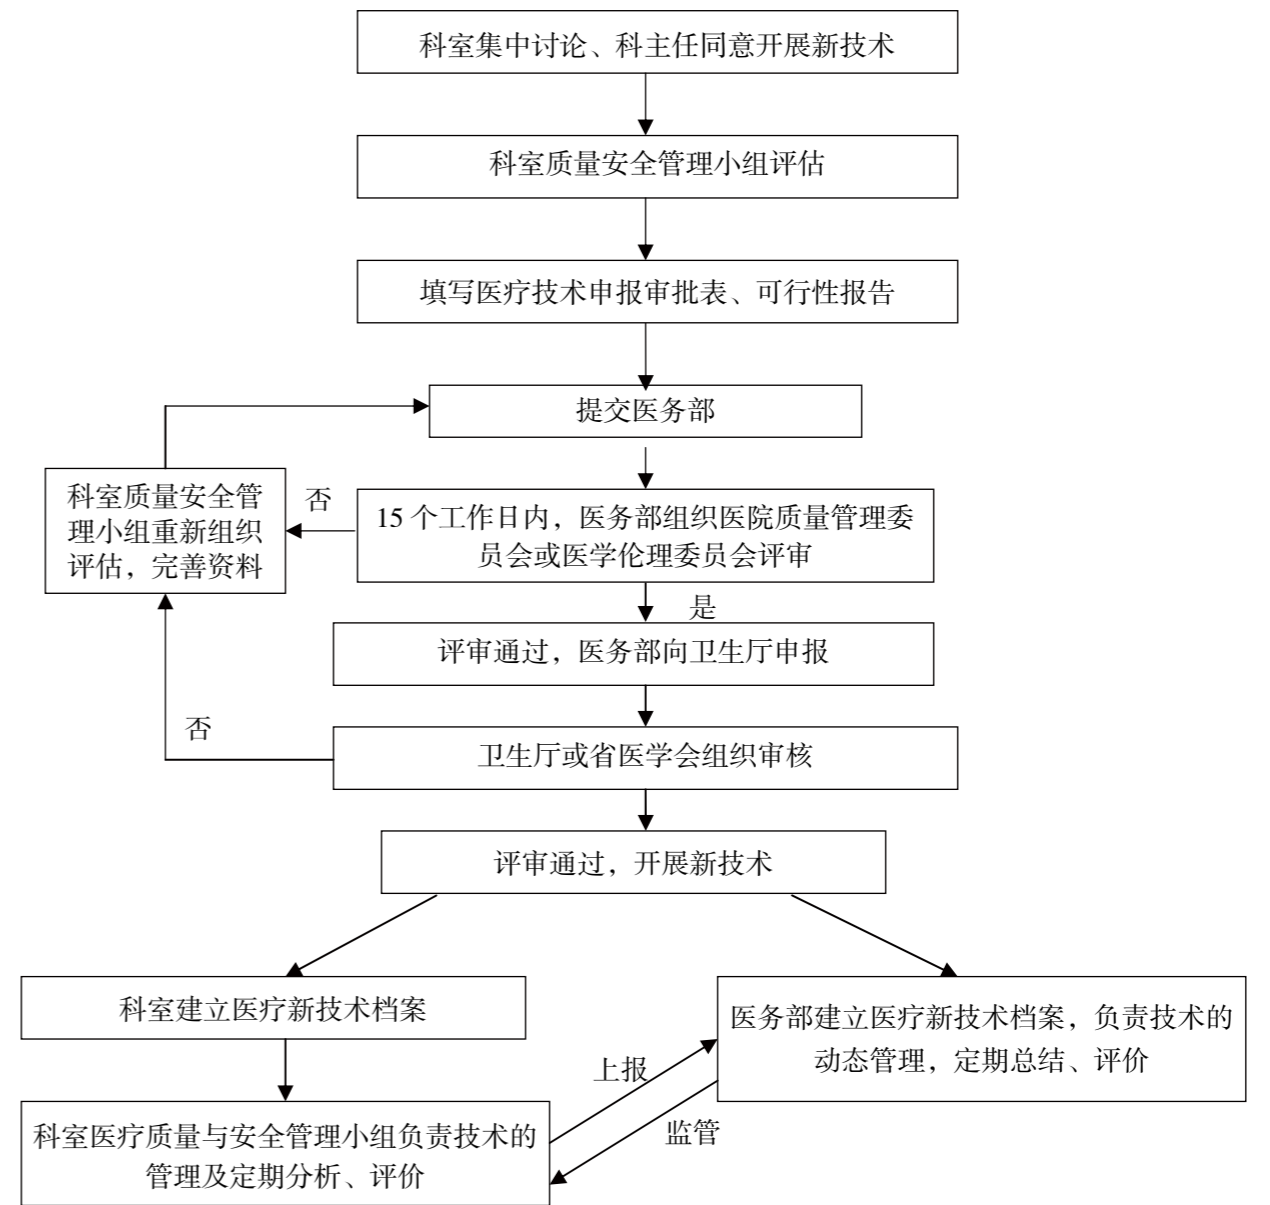 科室集中讨论、科主任同意开展新技术
科室质量安全管理小组评估
填写医疗技术申报审批表、可行性报告
提交医务部
科室质量安全管
理小组重新组织
评估，完善资料
否
15 个工作日内，医务部组织医院质量管理委
员会或医学伦理委员会评审
是
评审通过，医务部向卫生厅申报
否
卫生厅或省医学会组织审核
评审通过，开展新技术
科室建立医疗新技术档案
医务部建立医疗新技术档案，负责技术的
动态管理，定期总结、评价
上报
监管
科室医疗质量与安全管理小组负责技术的
管理及定期分析、评价